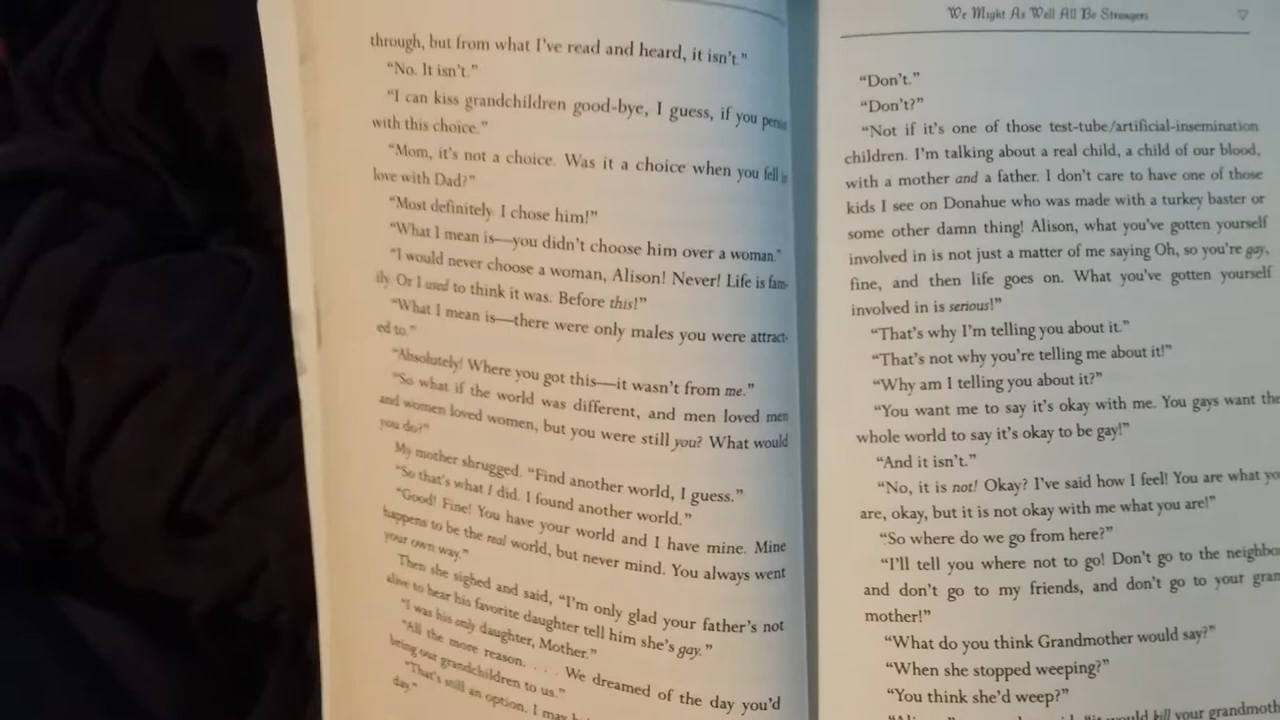 through, but from what I've read and heard, it isn't."
"No. It isn't."
"I can kiss grandchildren good-bye, I guess, if you
with this choice."
"Mom, it's not a choice. Was it a choice when you fell
love with Dad?"
"Most definitely. I chose him!"
"What I mean is—you didn't choose him over a woman."
"I would never choose a woman, Alison! Never! Life is fam-
ily. Or I used to think it was. Before this!"
"What I mean is—there were only males you were attract-
ed to."
"Absolutely! Where you got this—it wasn't from me."
"So what if the world was different, and men loved men
and women loved women, but you were still you? What would
you do?"
My mother shrugged. "Find another world, I guess."
"So that's what I did. I found another world."
"Good! Fine! You have your world and I have mine. Mine
happens to be the real world, but never mind. You always went
your own way."
Then she sighed and said, "I'm only glad your father's not
alive to hear his favorite daughter tell him she's gay."
"I was his only daughter, Mother."
"All the more reason. . . . We dreamed of the day you'd
being our grandchildren to us."
"That's still an option. I may
day."
We Might As Well All Be Strangers
"Don't."
"Don't?"
"Not if it's one of those test-tube/artificial-insemination
children. I'm talking about a real child, a child of our blood,
with a mother and a father. I don't care to have one of those
kids I see on Donahue who was made with a turkey baster or
some other damn thing! Alison, what you've gotten yourself
involved in is not just a matter of me saying Oh, so you're gay,
fine, and then life goes on. What you've gotten yourself
involved in is serious!"
"That's why I'm telling you about it."
"That's not why you're telling me about it!"
"Why am I telling you about it?"
"You want me to say it's okay with me. You gays want the
whole world to say it's okay to be gay!"
"And it isn't."
"No, it is not! Okay? I've said how I feel! You are what
are, okay, but it is not okay with me what you are!"
"So where do we go from here?"
"I'll tell you where not to go! Don't go to the
and don't go to my friends, and don't go to your
mother!"
"What do you think Grandmother would say?"
"When she stopped weeping?"
"You think she'd weep?"
would kill your